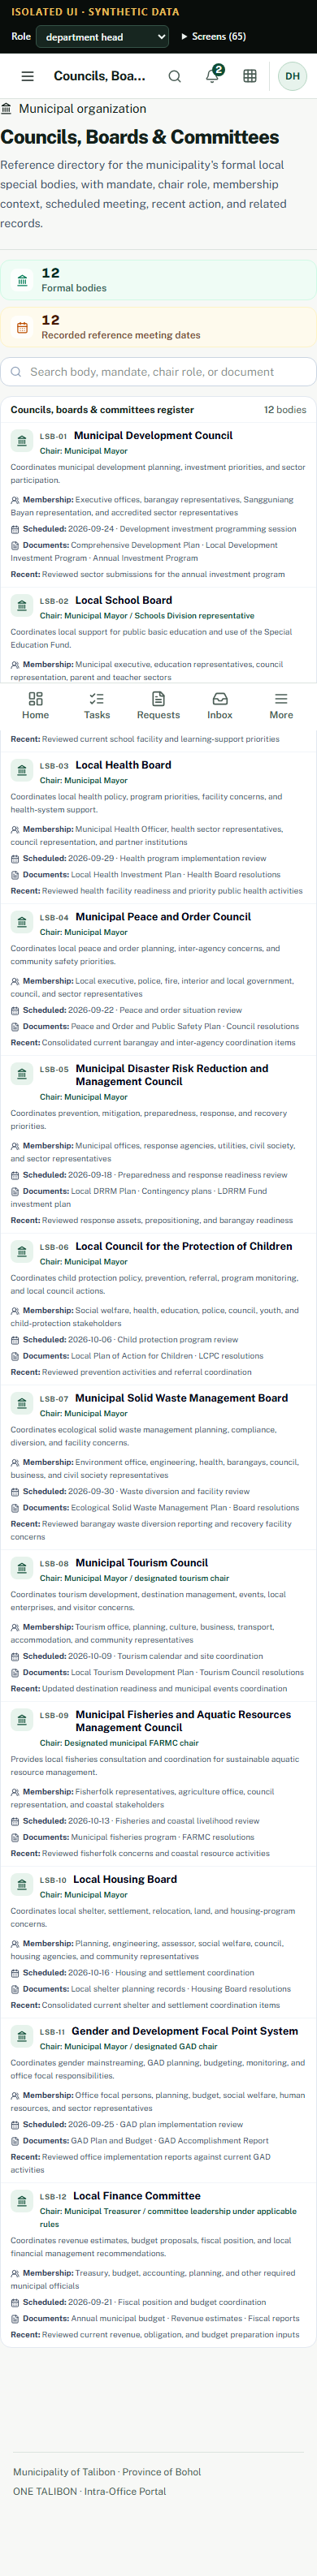 ISOLATED UI · SYNTHETIC DATA
Role department head Screens (65)
Councils, Boa... 2 DH
Municipal organization
Councils, Boards & Committees
Reference directory for the municipality's formal local
special bodies, with mandate, chair role, membership
context, scheduled meeting, recent action, and related
records.
12
Formal bodies
12
Recorded reference meeting dates
Search body, mandate, chair role, or document
Councils, boards & committees register 12 bodies
LSB-01 Municipal Development Council
Chair: Municipal Mayor
Coordinates municipal development planning, investment priorities, and sector
participation.
Membership: Executive offices, barangay representatives, Sangguniang
Bayan representation, and accredited sector representatives
Scheduled: 2026-09-24 · Development investment programming session
Documents: Comprehensive Development Plan · Local Development
Investment Program · Annual Investment Program
Recent: Reviewed sector submissions for the annual investment program
LSB-02 Local School Board
Chair: Municipal Mayor / Schools Division representative
Coordinates local support for public basic education and use of the Special
Education Fund.
Membership: Municipal executive, education representatives, council
representation, parent and teacher sectors
Home Tasks Requests Inbox More
Recent: Reviewed current school facility and learning-support priorities
LSB-03 Local Health Board
Chair: Municipal Mayor
Coordinates local health policy, program priorities, facility concerns, and
health-system support.
Membership: Municipal Health Officer, health sector representatives,
council representation, and partner institutions
Scheduled: 2026-09-29 · Health program implementation review
Documents: Local Health Investment Plan · Health Board resolutions
Recent: Reviewed health facility readiness and priority public health activities
LSB-04 Municipal Peace and Order Council
Chair: Municipal Mayor
Coordinates local peace and order planning, inter-agency concerns, and
community safety priorities.
Membership: Local executive, police, fire, interior and local government,
council, and sector representatives
Scheduled: 2026-09-22 · Peace and order situation review
Documents: Peace and Order and Public Safety Plan · Council resolutions
Recent: Consolidated current barangay and inter-agency coordination items
LSB-05 Municipal Disaster Risk Reduction and
Management Council
Chair: Municipal Mayor
Coordinates prevention, mitigation, preparedness, response, and recovery
priorities.
Membership: Municipal offices, response agencies, utilities, civil society,
and sector representatives
Scheduled: 2026-09-18 · Preparedness and response readiness review
Documents: Local DRRM Plan · Contingency plans · LDRRM Fund
investment plan
Recent: Reviewed response assets, prepositioning, and barangay readiness
LSB-06 Local Council for the Protection of Children
Chair: Municipal Mayor
Coordinates child protection policy, prevention, referral, program monitoring,
and local council actions.
Membership: Social welfare, health, education, police, council, youth, and
child-protection stakeholders
Scheduled: 2026-10-06 · Child protection program review
Documents: Local Plan of Action for Children · LCPC resolutions
Recent: Reviewed prevention activities and referral coordination
LSB-07 Municipal Solid Waste Management Board
Chair: Municipal Mayor
Coordinates ecological solid waste management planning, compliance,
diversion, and facility concerns.
Membership: Environment office, engineering, health, barangays, council,
business, and civil society representatives
Scheduled: 2026-09-30 · Waste diversion and facility review
Documents: Ecological Solid Waste Management Plan · Board resolutions
Recent: Reviewed barangay waste diversion reporting and recovery facility
concerns
LSB-08 Municipal Tourism Council
Chair: Municipal Mayor / designated tourism chair
Coordinates tourism development, destination management, events, local
enterprises, and visitor concerns.
Membership: Tourism office, planning, culture, business, transport,
accommodation, and community representatives
Scheduled: 2026-10-09 · Tourism calendar and site coordination
Documents: Local Tourism Development Plan · Tourism Council resolutions
Recent: Updated destination readiness and municipal events coordination
LSB-09 Municipal Fisheries and Aquatic Resources
Management Council
Chair: Designated municipal FARMC chair
Provides local fisheries consultation and coordination for sustainable aquatic
resource management.
Membership: Fisherfolk representatives, agriculture office, council
representation, and coastal stakeholders
Scheduled: 2026-10-13 · Fisheries and coastal livelihood review
Documents: Municipal fisheries program · FARMC resolutions
Recent: Reviewed fisherfolk concerns and coastal resource activities
LSB-10 Local Housing Board
Chair: Municipal Mayor
Coordinates local shelter, settlement, relocation, land, and housing-program
concerns.
Membership: Planning, engineering, assessor, social welfare, council,
housing agencies, and community representatives
Scheduled: 2026-10-16 · Housing and settlement coordination
Documents: Local shelter planning records · Housing Board resolutions
Recent: Consolidated current shelter and settlement coordination items
LSB-11 Gender and Development Focal Point System
Chair: Municipal Mayor / designated GAD chair
Coordinates gender mainstreaming, GAD planning, budgeting, monitoring, and
office focal responsibilities.
Membership: Office focal persons, planning, budget, social welfare, human
resources, and sector representatives
Scheduled: 2026-09-25 · GAD plan implementation review
Documents: GAD Plan and Budget · GAD Accomplishment Report
Recent: Reviewed office implementation reports against current GAD
activities
LSB-12 Local Finance Committee
Chair: Municipal Treasurer / committee leadership under applicable
rules
Coordinates revenue estimates, budget proposals, fiscal position, and local
financial management recommendations.
Membership: Treasury, budget, accounting, planning, and other required
municipal officials
Scheduled: 2026-09-21 · Fiscal position and budget coordination
Documents: Annual municipal budget · Revenue estimates · Fiscal reports
Recent: Reviewed current revenue, obligation, and budget preparation inputs
Municipality of Talibon · Province of Bohol
ONE TALIBON · Intra-Office Portal